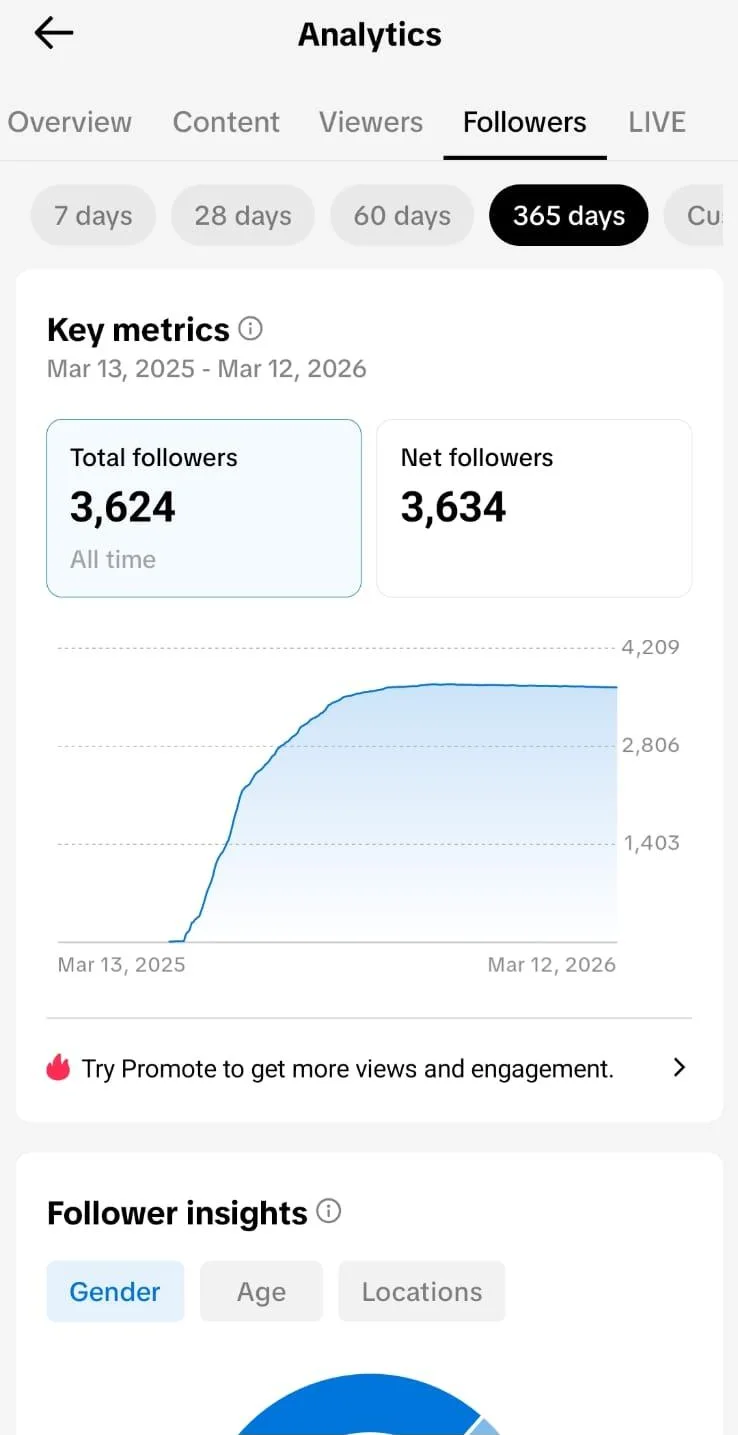 Analytics
Overview Content Viewers Followers LIVE
7 days 28 days 60 days 365 days Cu
Key metrics
Mar 13, 2025 - Mar 12, 2026
Total followers Net followers
3,624 3,634
All time
4,209
2,806
1,403
Mar 13, 2025 Mar 12, 2026
Try Promote to get more views and engagement.
Follower insights
Gender Age Locations